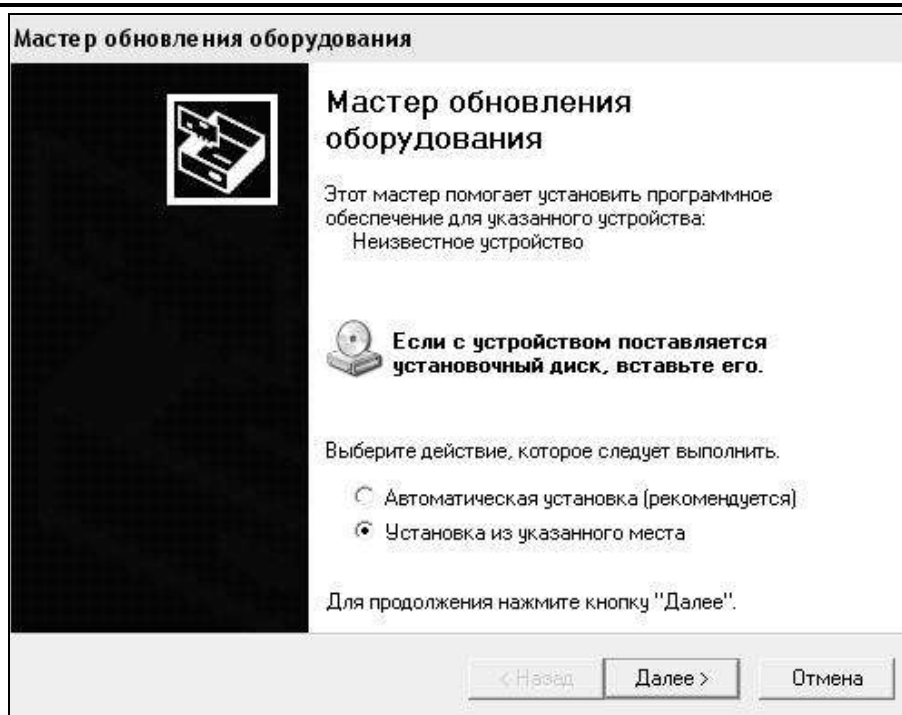 Мастер обновления оборудования
Мастер обновления
оборудования
Этот мастер помогает установить программное
обеспечение для указанного устройства:
Неизвестное устройство
Если с устройством поставляется
установочный диск, вставьте его.
Выберите действие, которое следует выполнить.
Автоматическая установка (рекомендуется)
Установка из указанного места
Для продолжения нажмите кнопку "Далее".
< Назад Далее > Отмена